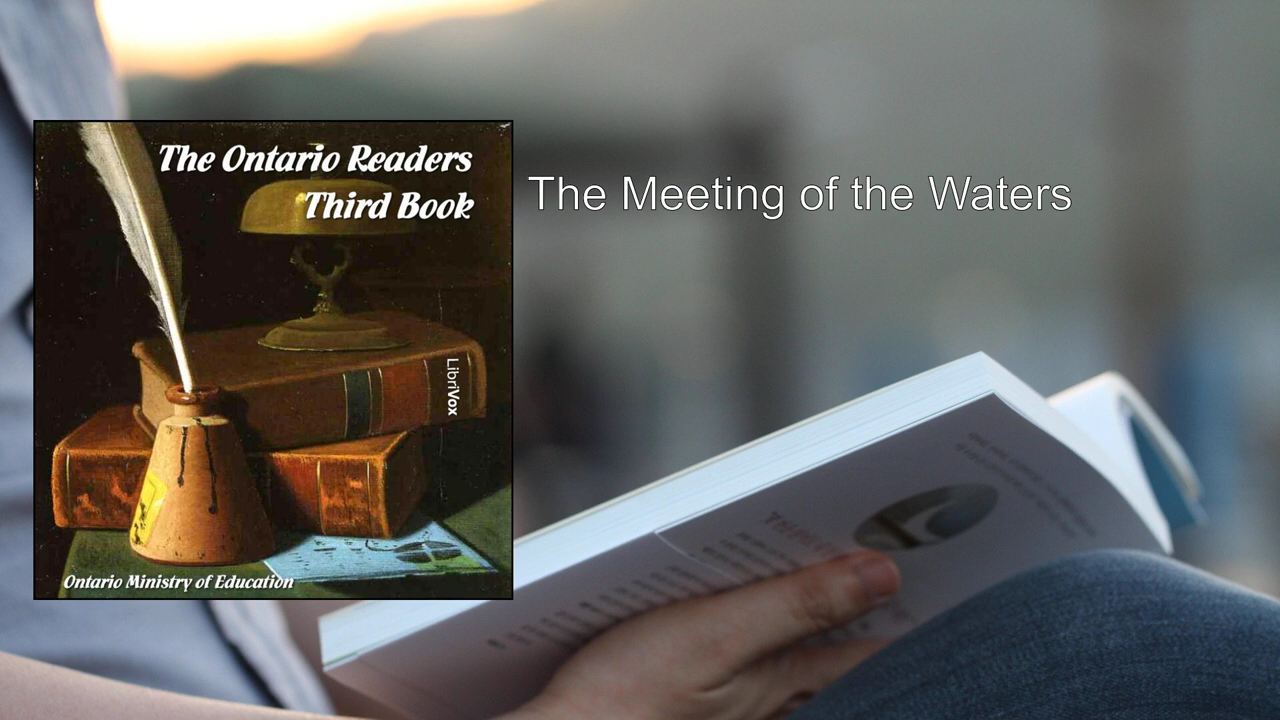 The Ontario Readers
Third Book
LibriVox
Ontario Ministry of Education
The Meeting of the Waters